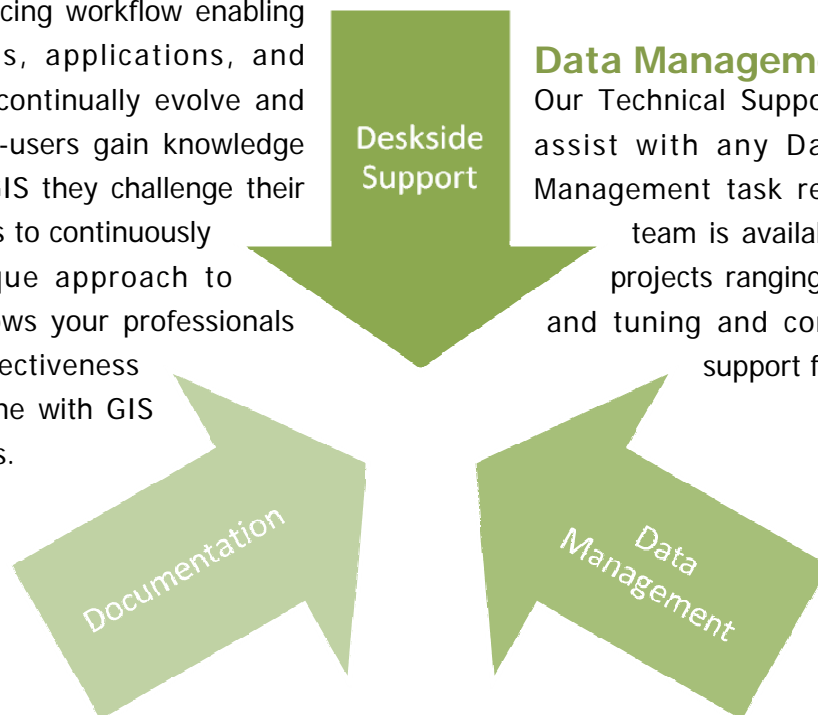 cing workflow enabling
s, applications, and
continually evolve and
-users gain knowledge
GIS they challenge their
s to continuously
que approach to
ows your professionals
ectiveness
ne with GIS
s.
Deskside
Support
Data Managem
Our Technical Suppo
assist with any Da
Management task re
team is availa
projects ranging
and tuning and co
support f
Documentation
Data
Management